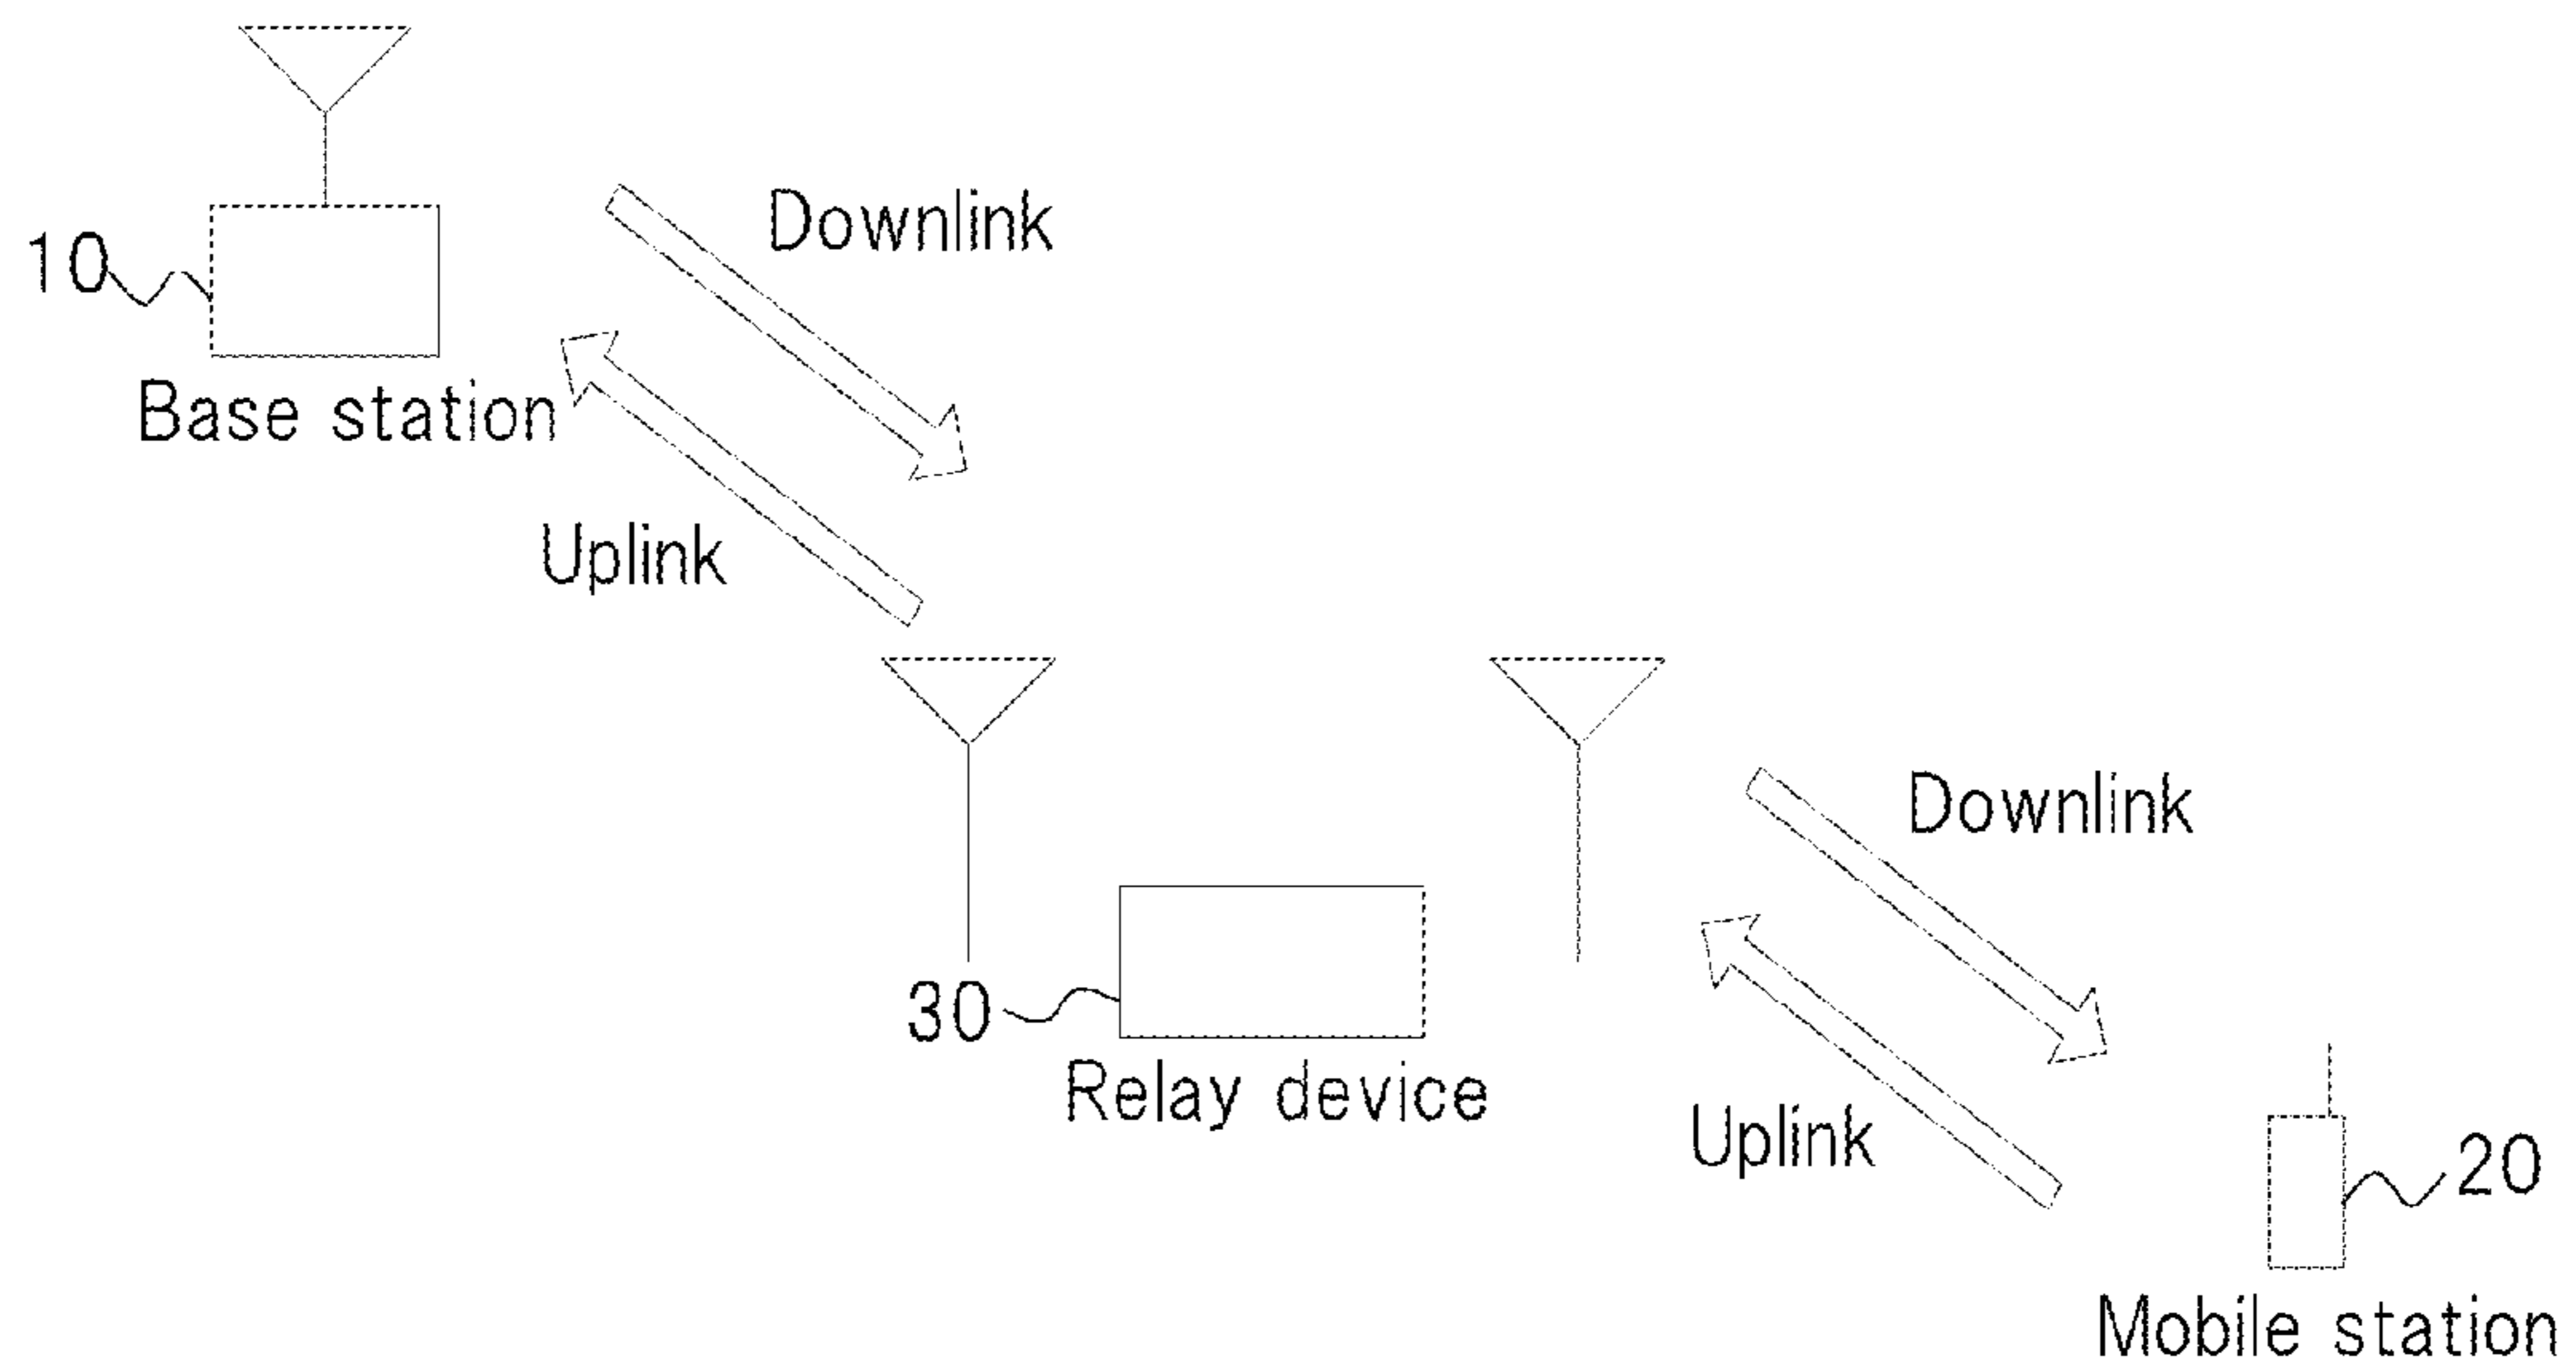 Downlink
10
Base station
Uplink
Downlink
30
Relay device
Uplink
20
Mobile station